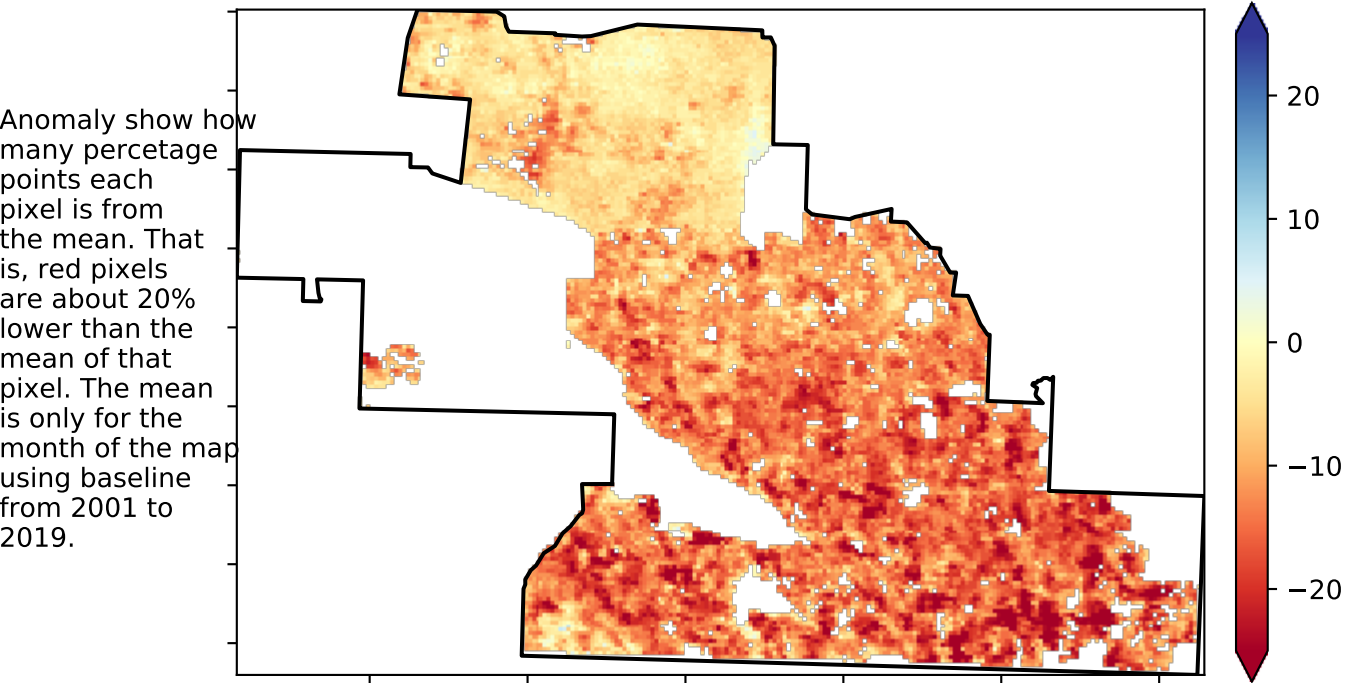 Anomaly show how
many percetage
points each
pixel is from
the mean. That
is, red pixels
are about 20%
lower than the
mean of that
pixel. The mean
is only for the
month of the map
using baseline
from 2001 to
2019.
20
10
0
−10
−20